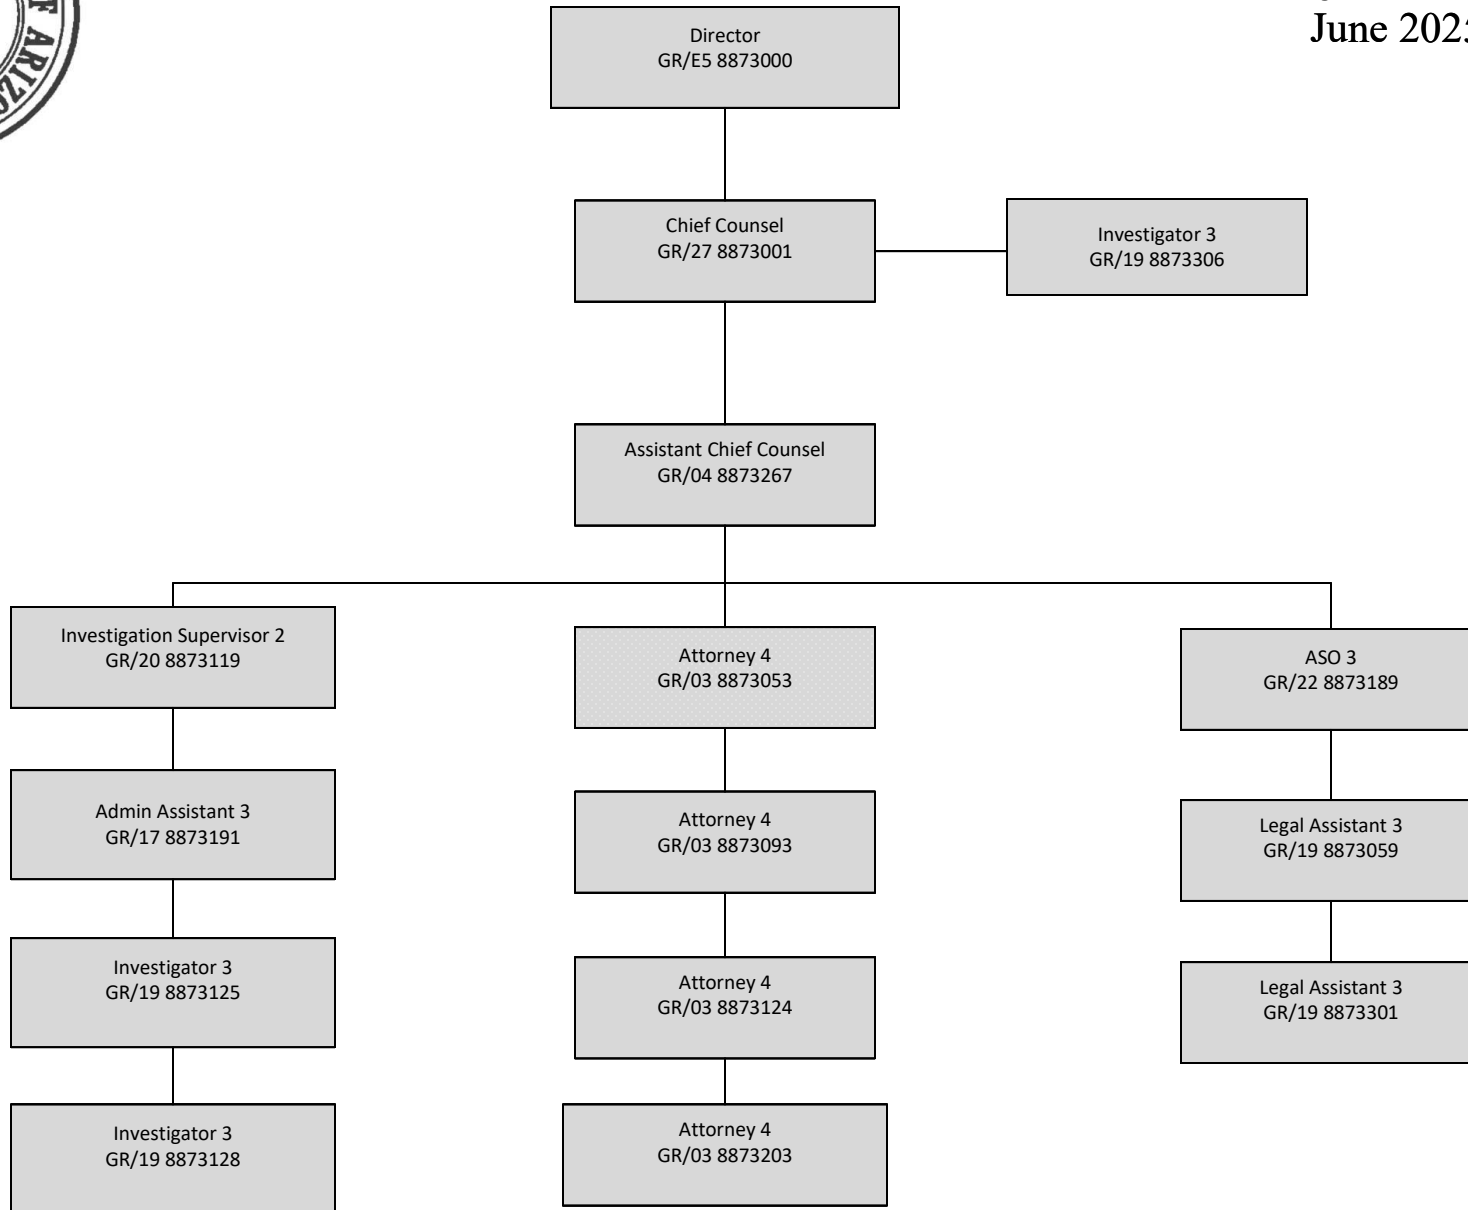 F ARIZO
June 2025
Director
GR/E5 8873000
Chief Counsel
GR/27 8873001
Investigator 3
GR/19 8873306
Assistant Chief Counsel
GR/04 8873267
Investigation Supervisor 2
GR/20 8873119
Attorney 4
GR/03 8873053
ASO 3
GR/22 8873189
Admin Assistant 3
GR/17 8873191
Attorney 4
GR/03 8873093
Legal Assistant 3
GR/19 8873059
Investigator 3
GR/19 8873125
Attorney 4
GR/03 8873124
Legal Assistant 3
GR/19 8873301
Investigator 3
GR/19 8873128
Attorney 4
GR/03 8873203